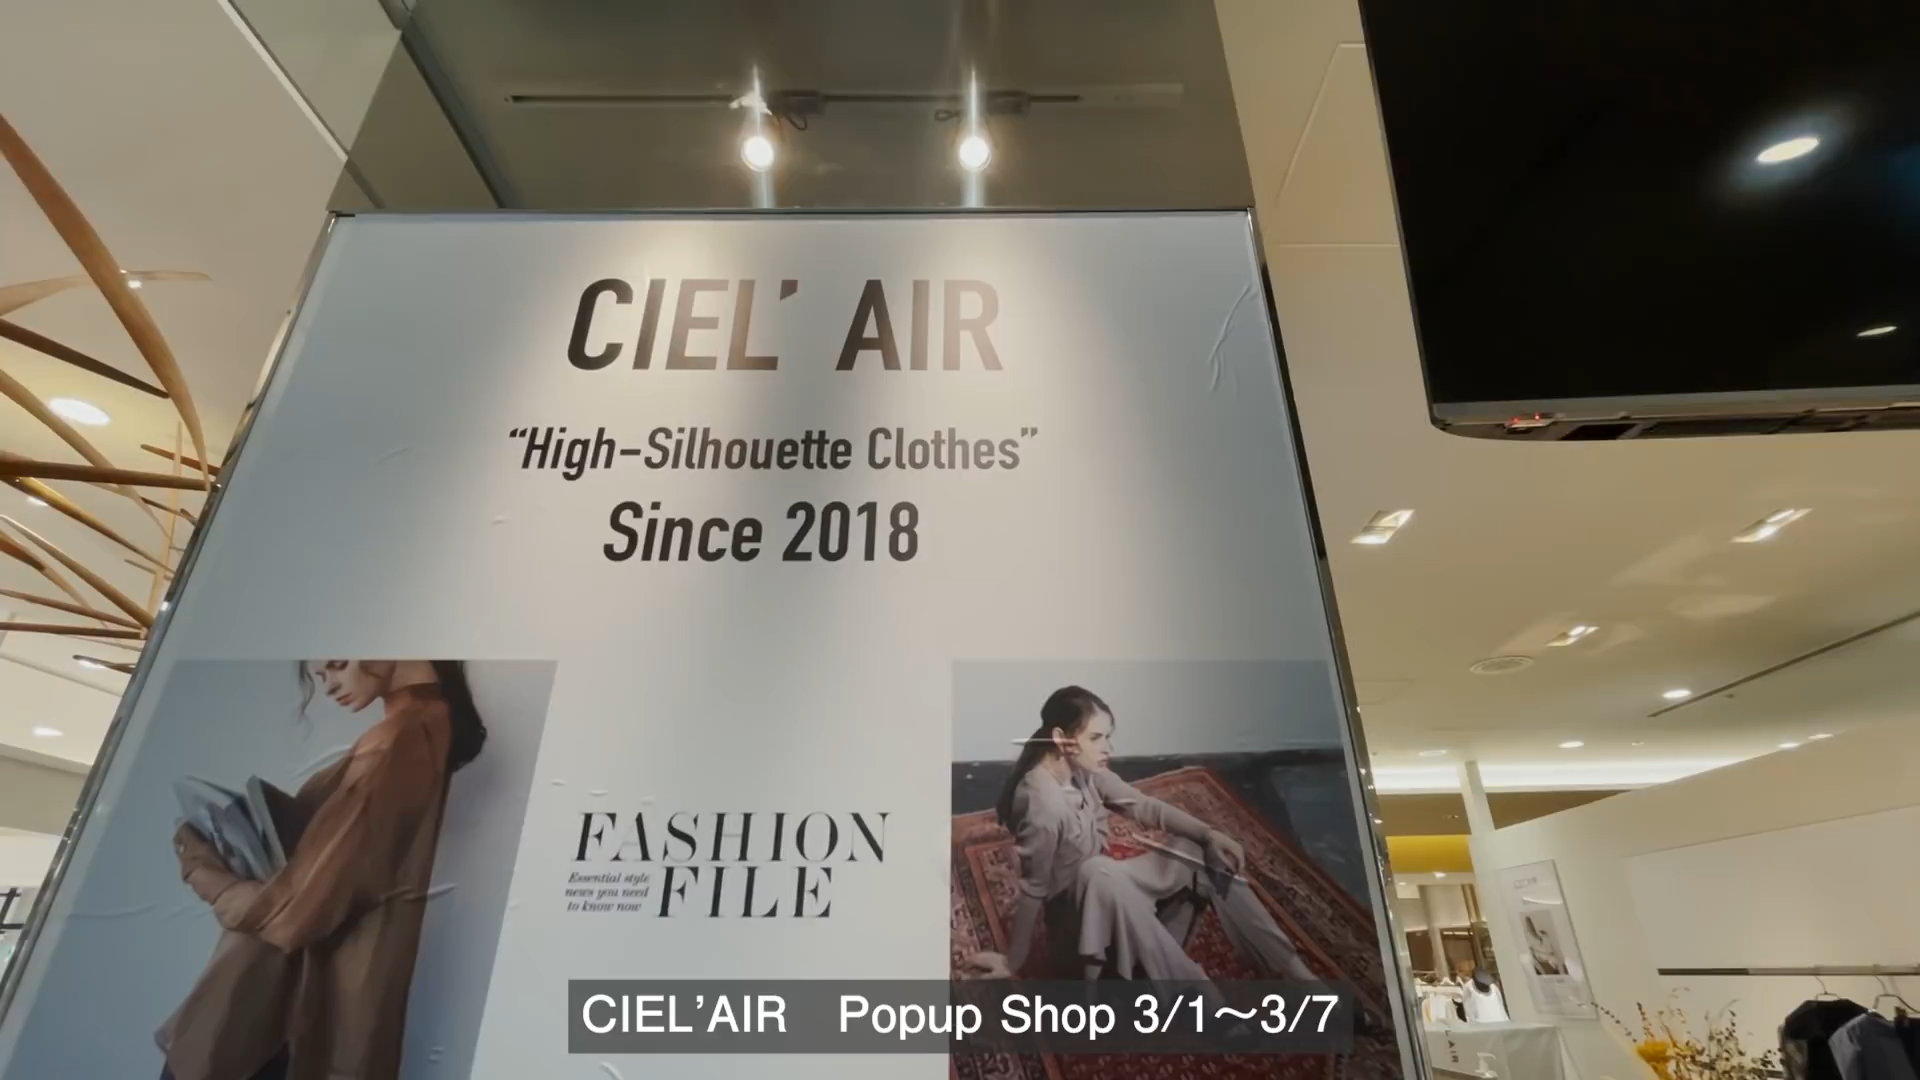 CIEL' AIR
“High-Silhouette Clothes”
Since 2018
FASHION
FILE
Essential style
news you need
to know now
CIEL’AIR　Popup Shop 3/1～3/7